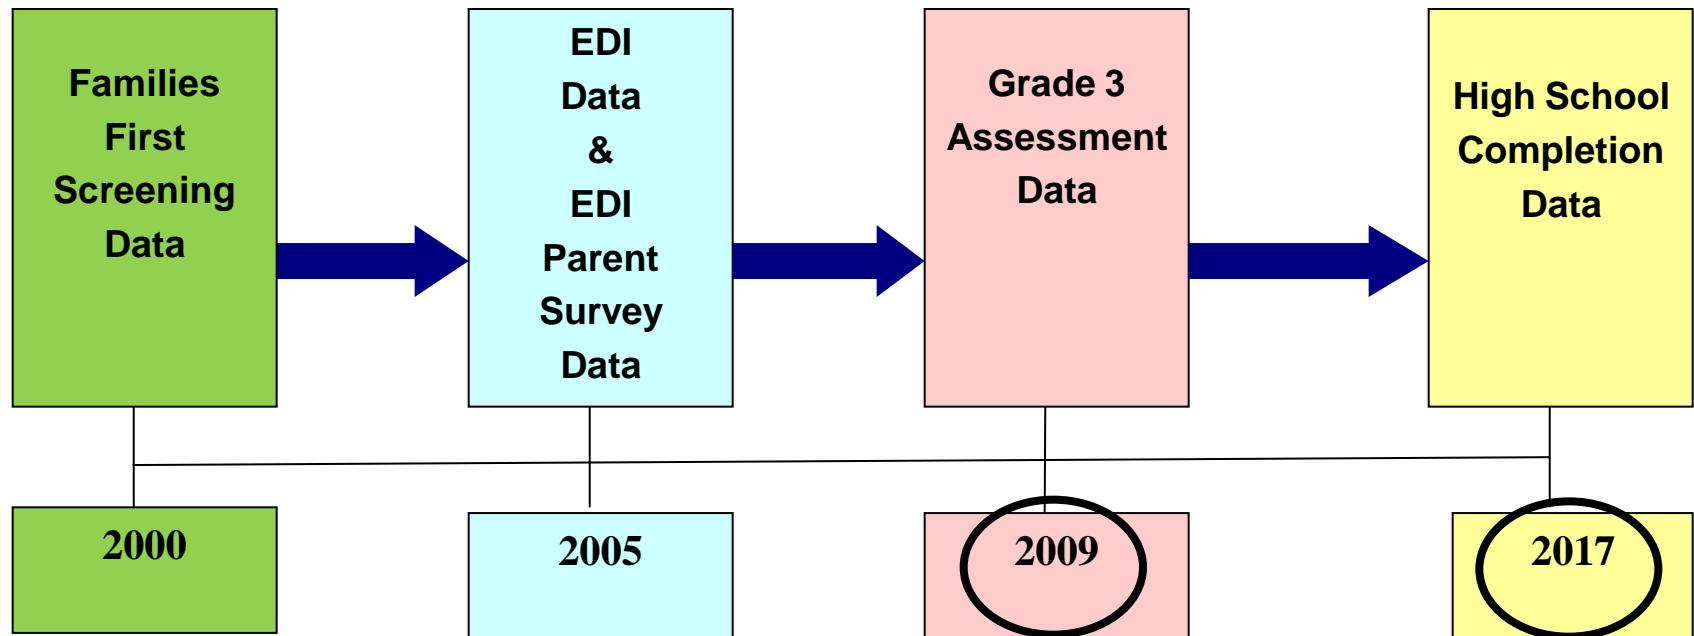 Families
First
Screening
Data
EDI
Data
&
EDI
Parent
Survey
Data
Grade 3
Assessment
Data
High School
Completion
Data
2000
2005
2009
2017